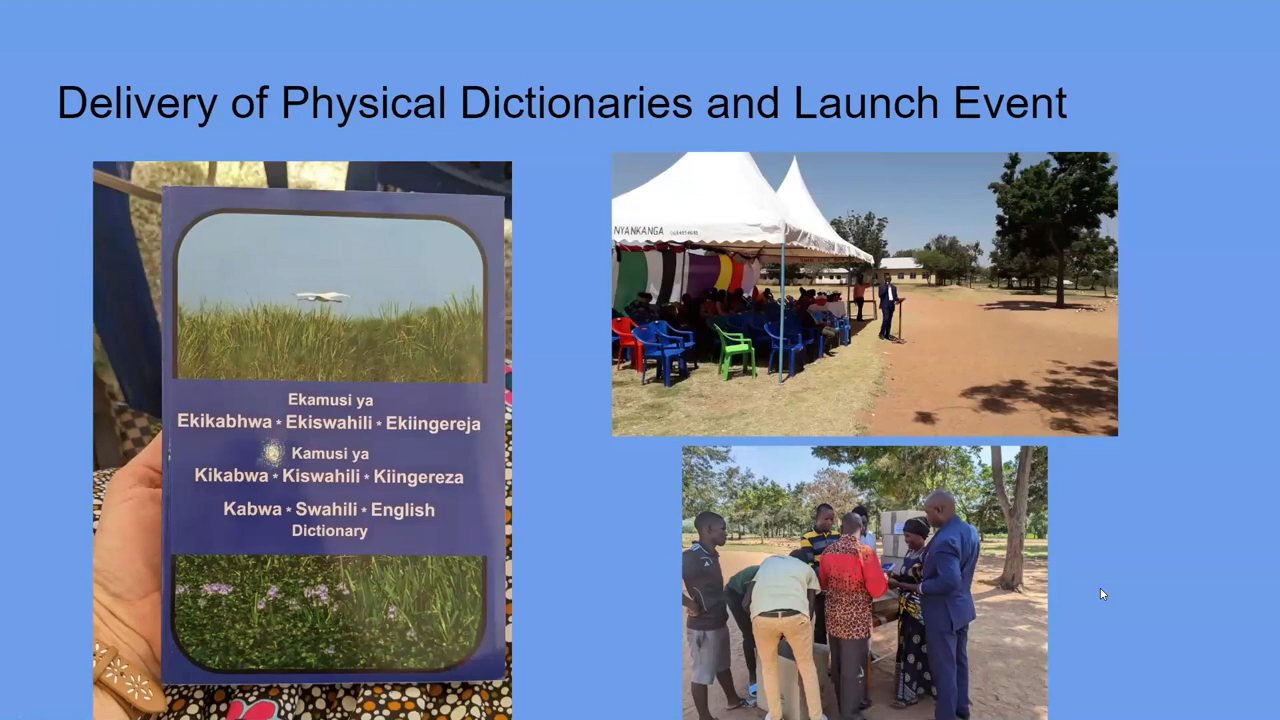 Delivery of Physical Dictionaries and Launch Event
Ekamusi ya
Ekikabhwa * Ekiswahili * Ekiingereja
Kamusi ya
Kikabwa * Kiswahili * Kiingereza
Kabwa * Swahili * English
Dictionary
NYANKANGA